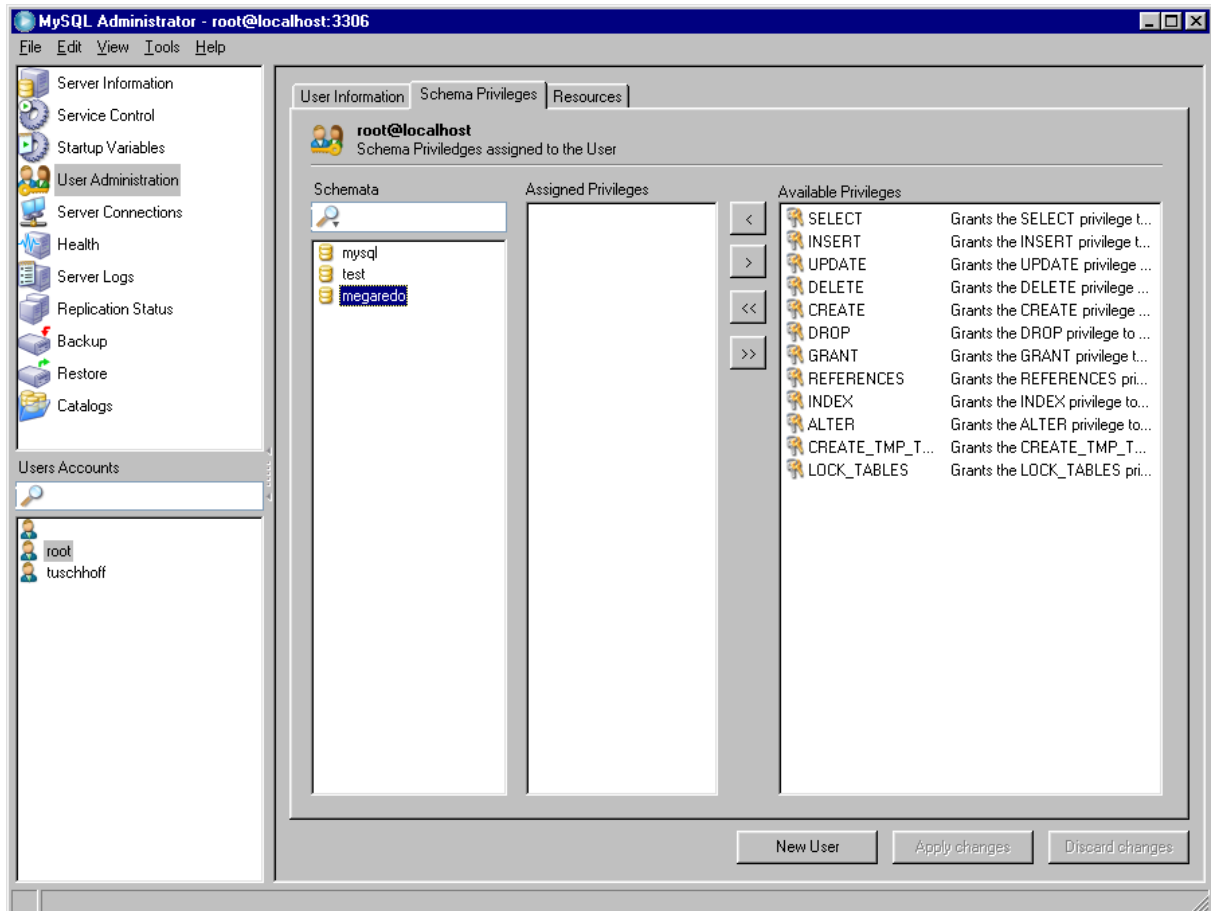 MySQL Administrator - root@localhost:3306
File Edit View Tools Help
Server Information
Service Control
Startup Variables
User Administration
Server Connections
Health
Server Logs
Replication Status
Backup
Restore
Catalogs
Users Accounts
root
tuschhoff
User Information Schema Privileges Resources
root@localhost
Schema Priviledges assigned to the User
Schemata
mysql
test
megaredo
Assigned Privileges
<
>
<<
>>
Available Privileges
SELECT Grants the SELECT privilege t...
INSERT Grants the INSERT privilege t...
UPDATE Grants the UPDATE privilege ...
DELETE Grants the DELETE privilege ...
CREATE Grants the CREATE privilege ...
DROP Grants the DROP privilege to ...
GRANT Grants the GRANT privilege t...
REFERENCES Grants the REFERENCES pri...
INDEX Grants the INDEX privilege to...
ALTER Grants the ALTER privilege to...
CREATE_TMP_T... Grants the CREATE_TMP_T...
LOCK_TABLES Grants the LOCK_TABLES pri...
New User Apply changes Discard changes